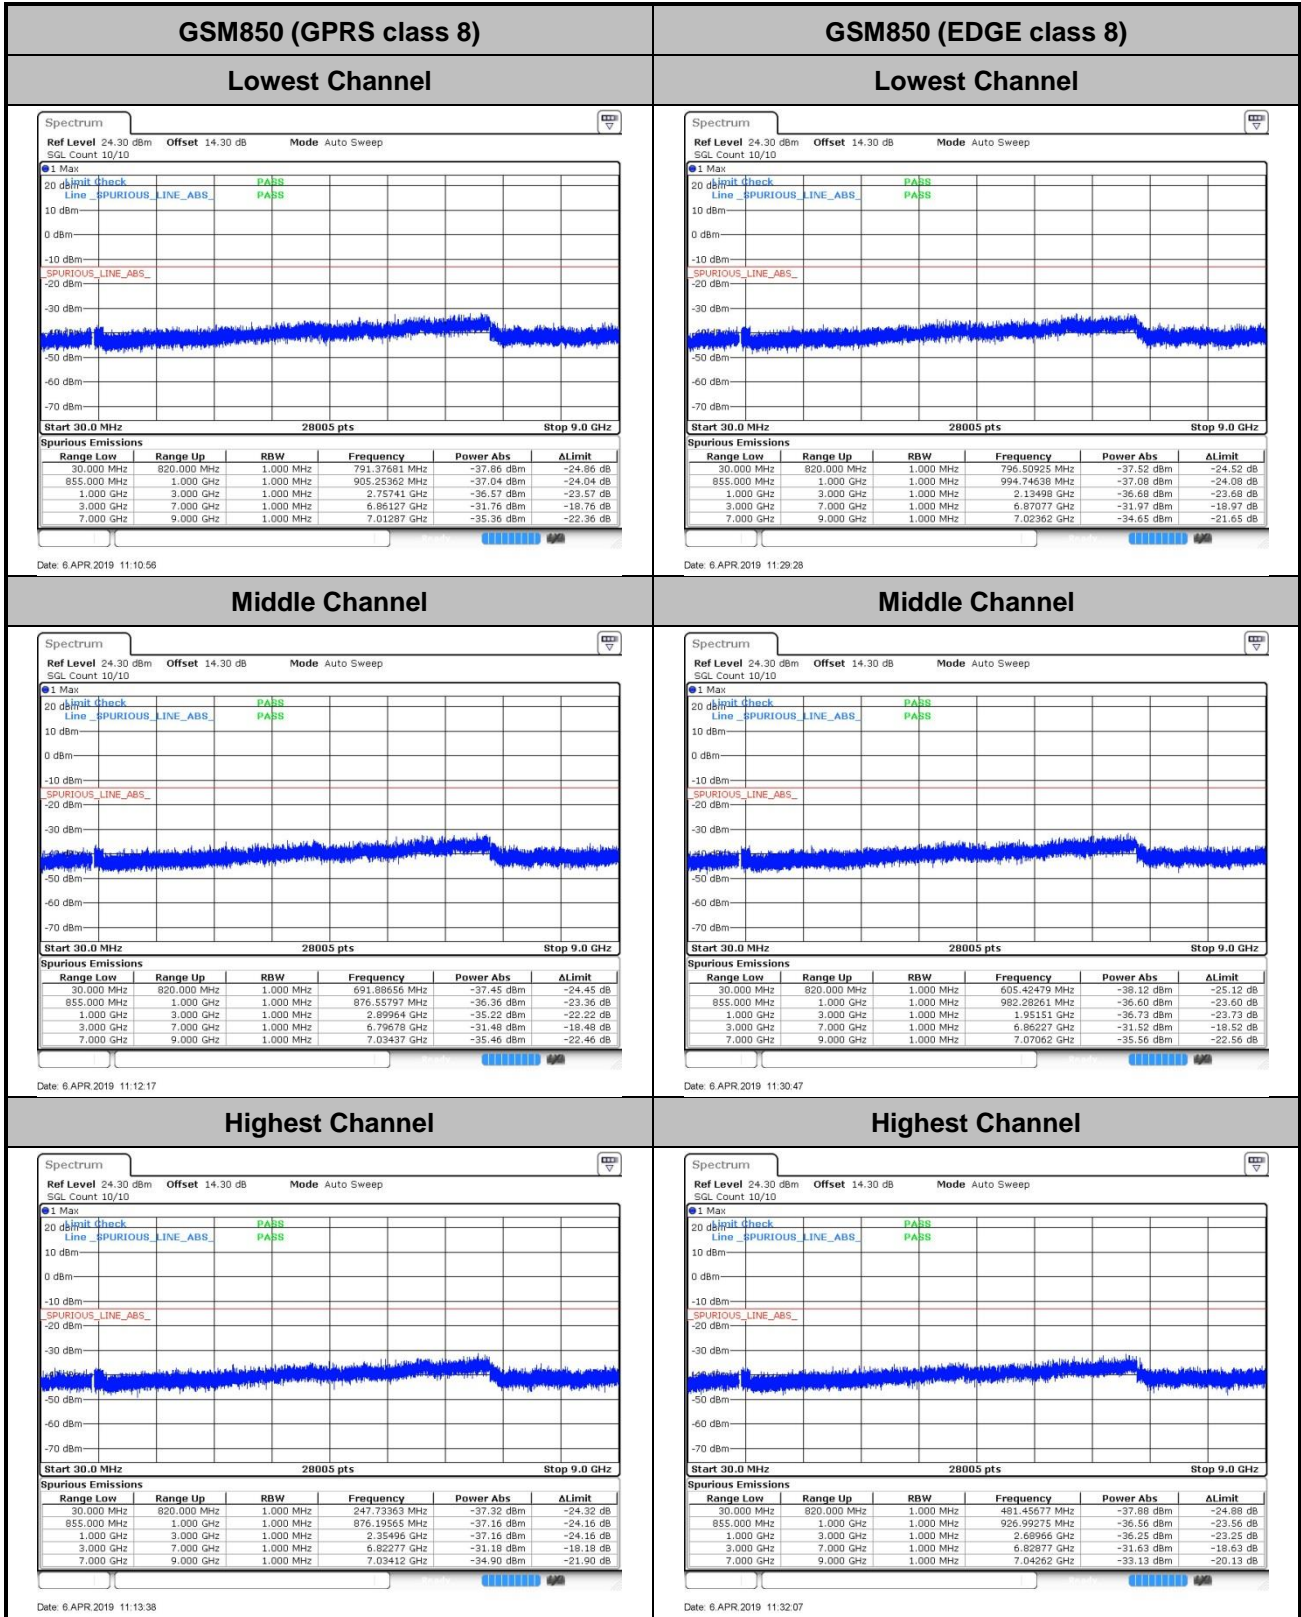 GSM850 (GPRS class 8) GSM850 (EDGE class 8)
Lowest Channel Lowest Channel
Spectrum
Ref Level 24.30 dBm Offset 14.30 dB Mode Auto Sweep
SGL Count 10/10
1 Max
20 dBm Limit Check PASS
Line _SPURIOUS_LINE_ABS_ PASS
10 dBm
0 dBm
-10 dBm
_SPURIOUS_LINE_ABS_
-20 dBm
-30 dBm
-50 dBm
-60 dBm
-70 dBm
Start 30.0 MHz 28005 pts Stop 9.0 GHz
Spurious Emissions
Range Low Range Up RBW Frequency Power Abs ΔLimit
30.000 MHz 820.000 MHz 1.000 MHz 791.37681 MHz -37.86 dBm -24.86 dB
855.000 MHz 1.000 GHz 1.000 MHz 905.25362 MHz -37.04 dBm -24.04 dB
1.000 GHz 3.000 GHz 1.000 MHz 2.75741 GHz -36.57 dBm -23.57 dB
3.000 GHz 7.000 GHz 1.000 MHz 6.86127 GHz -31.76 dBm -18.76 dB
7.000 GHz 9.000 GHz 1.000 MHz 7.01287 GHz -35.36 dBm -22.36 dB
Date: 6.APR.2019 11:10:56
Spectrum
Ref Level 24.30 dBm Offset 14.30 dB Mode Auto Sweep
SGL Count 10/10
1 Max
20 dBm Limit Check PASS
Line _SPURIOUS_LINE_ABS_ PASS
10 dBm
0 dBm
-10 dBm
_SPURIOUS_LINE_ABS_
-20 dBm
-30 dBm
-50 dBm
-60 dBm
-70 dBm
Start 30.0 MHz 28005 pts Stop 9.0 GHz
Spurious Emissions
Range Low Range Up RBW Frequency Power Abs ΔLimit
30.000 MHz 820.000 MHz 1.000 MHz 796.50925 MHz -37.52 dBm -24.52 dB
855.000 MHz 1.000 GHz 1.000 MHz 994.74638 MHz -37.08 dBm -24.08 dB
1.000 GHz 3.000 GHz 1.000 MHz 2.13498 GHz -36.68 dBm -23.68 dB
3.000 GHz 7.000 GHz 1.000 MHz 6.87077 GHz -31.97 dBm -18.97 dB
7.000 GHz 9.000 GHz 1.000 MHz 7.02362 GHz -34.65 dBm -21.65 dB
Date: 6.APR.2019 11:29:28
Middle Channel Middle Channel
Spectrum
Ref Level 24.30 dBm Offset 14.30 dB Mode Auto Sweep
SGL Count 10/10
1 Max
20 dBm Limit Check PASS
Line _SPURIOUS_LINE_ABS_ PASS
10 dBm
0 dBm
-10 dBm
_SPURIOUS_LINE_ABS_
-20 dBm
-30 dBm
-50 dBm
-60 dBm
-70 dBm
Start 30.0 MHz 28005 pts Stop 9.0 GHz
Spurious Emissions
Range Low Range Up RBW Frequency Power Abs ΔLimit
30.000 MHz 820.000 MHz 1.000 MHz 691.88656 MHz -37.45 dBm -24.45 dB
855.000 MHz 1.000 GHz 1.000 MHz 876.55797 MHz -36.36 dBm -23.36 dB
1.000 GHz 3.000 GHz 1.000 MHz 2.89964 GHz -35.22 dBm -22.22 dB
3.000 GHz 7.000 GHz 1.000 MHz 6.79678 GHz -31.48 dBm -18.48 dB
7.000 GHz 9.000 GHz 1.000 MHz 7.03437 GHz -35.46 dBm -22.46 dB
Date: 6.APR.2019 11:12:17
Spectrum
Ref Level 24.30 dBm Offset 14.30 dB Mode Auto Sweep
SGL Count 10/10
1 Max
20 dBm Limit Check PASS
Line _SPURIOUS_LINE_ABS_ PASS
10 dBm
0 dBm
-10 dBm
_SPURIOUS_LINE_ABS_
-20 dBm
-30 dBm
-50 dBm
-60 dBm
-70 dBm
Start 30.0 MHz 28005 pts Stop 9.0 GHz
Spurious Emissions
Range Low Range Up RBW Frequency Power Abs ΔLimit
30.000 MHz 820.000 MHz 1.000 MHz 605.42479 MHz -38.12 dBm -25.12 dB
855.000 MHz 1.000 GHz 1.000 MHz 982.28261 MHz -36.60 dBm -23.60 dB
1.000 GHz 3.000 GHz 1.000 MHz 1.95151 GHz -36.73 dBm -23.73 dB
3.000 GHz 7.000 GHz 1.000 MHz 6.86227 GHz -31.52 dBm -18.52 dB
7.000 GHz 9.000 GHz 1.000 MHz 7.07062 GHz -35.56 dBm -22.56 dB
Date: 6.APR.2019 11:30:47
Highest Channel Highest Channel
Spectrum
Ref Level 24.30 dBm Offset 14.30 dB Mode Auto Sweep
SGL Count 10/10
1 Max
20 dBm Limit Check PASS
Line _SPURIOUS_LINE_ABS_ PASS
10 dBm
0 dBm
-10 dBm
_SPURIOUS_LINE_ABS_
-20 dBm
-30 dBm
-50 dBm
-60 dBm
-70 dBm
Start 30.0 MHz 28005 pts Stop 9.0 GHz
Spurious Emissions
Range Low Range Up RBW Frequency Power Abs ΔLimit
30.000 MHz 820.000 MHz 1.000 MHz 247.73363 MHz -37.32 dBm -24.32 dB
855.000 MHz 1.000 GHz 1.000 MHz 876.19565 MHz -37.16 dBm -24.16 dB
1.000 GHz 3.000 GHz 1.000 MHz 2.35496 GHz -37.16 dBm -24.16 dB
3.000 GHz 7.000 GHz 1.000 MHz 6.82277 GHz -31.18 dBm -18.18 dB
7.000 GHz 9.000 GHz 1.000 MHz 7.03412 GHz -34.90 dBm -21.90 dB
Date: 6.APR.2019 11:13:38
Spectrum
Ref Level 24.30 dBm Offset 14.30 dB Mode Auto Sweep
SGL Count 10/10
1 Max
20 dBm Limit Check PASS
Line _SPURIOUS_LINE_ABS_ PASS
10 dBm
0 dBm
-10 dBm
_SPURIOUS_LINE_ABS_
-20 dBm
-30 dBm
-50 dBm
-60 dBm
-70 dBm
Start 30.0 MHz 28005 pts Stop 9.0 GHz
Spurious Emissions
Range Low Range Up RBW Frequency Power Abs ΔLimit
30.000 MHz 820.000 MHz 1.000 MHz 481.45677 MHz -37.88 dBm -24.88 dB
855.000 MHz 1.000 GHz 1.000 MHz 926.99275 MHz -36.56 dBm -23.56 dB
1.000 GHz 3.000 GHz 1.000 MHz 2.68966 GHz -36.25 dBm -23.25 dB
3.000 GHz 7.000 GHz 1.000 MHz 6.82877 GHz -31.63 dBm -18.63 dB
7.000 GHz 9.000 GHz 1.000 MHz 7.04262 GHz -33.13 dBm -20.13 dB
Date: 6.APR.2019 11:32:07